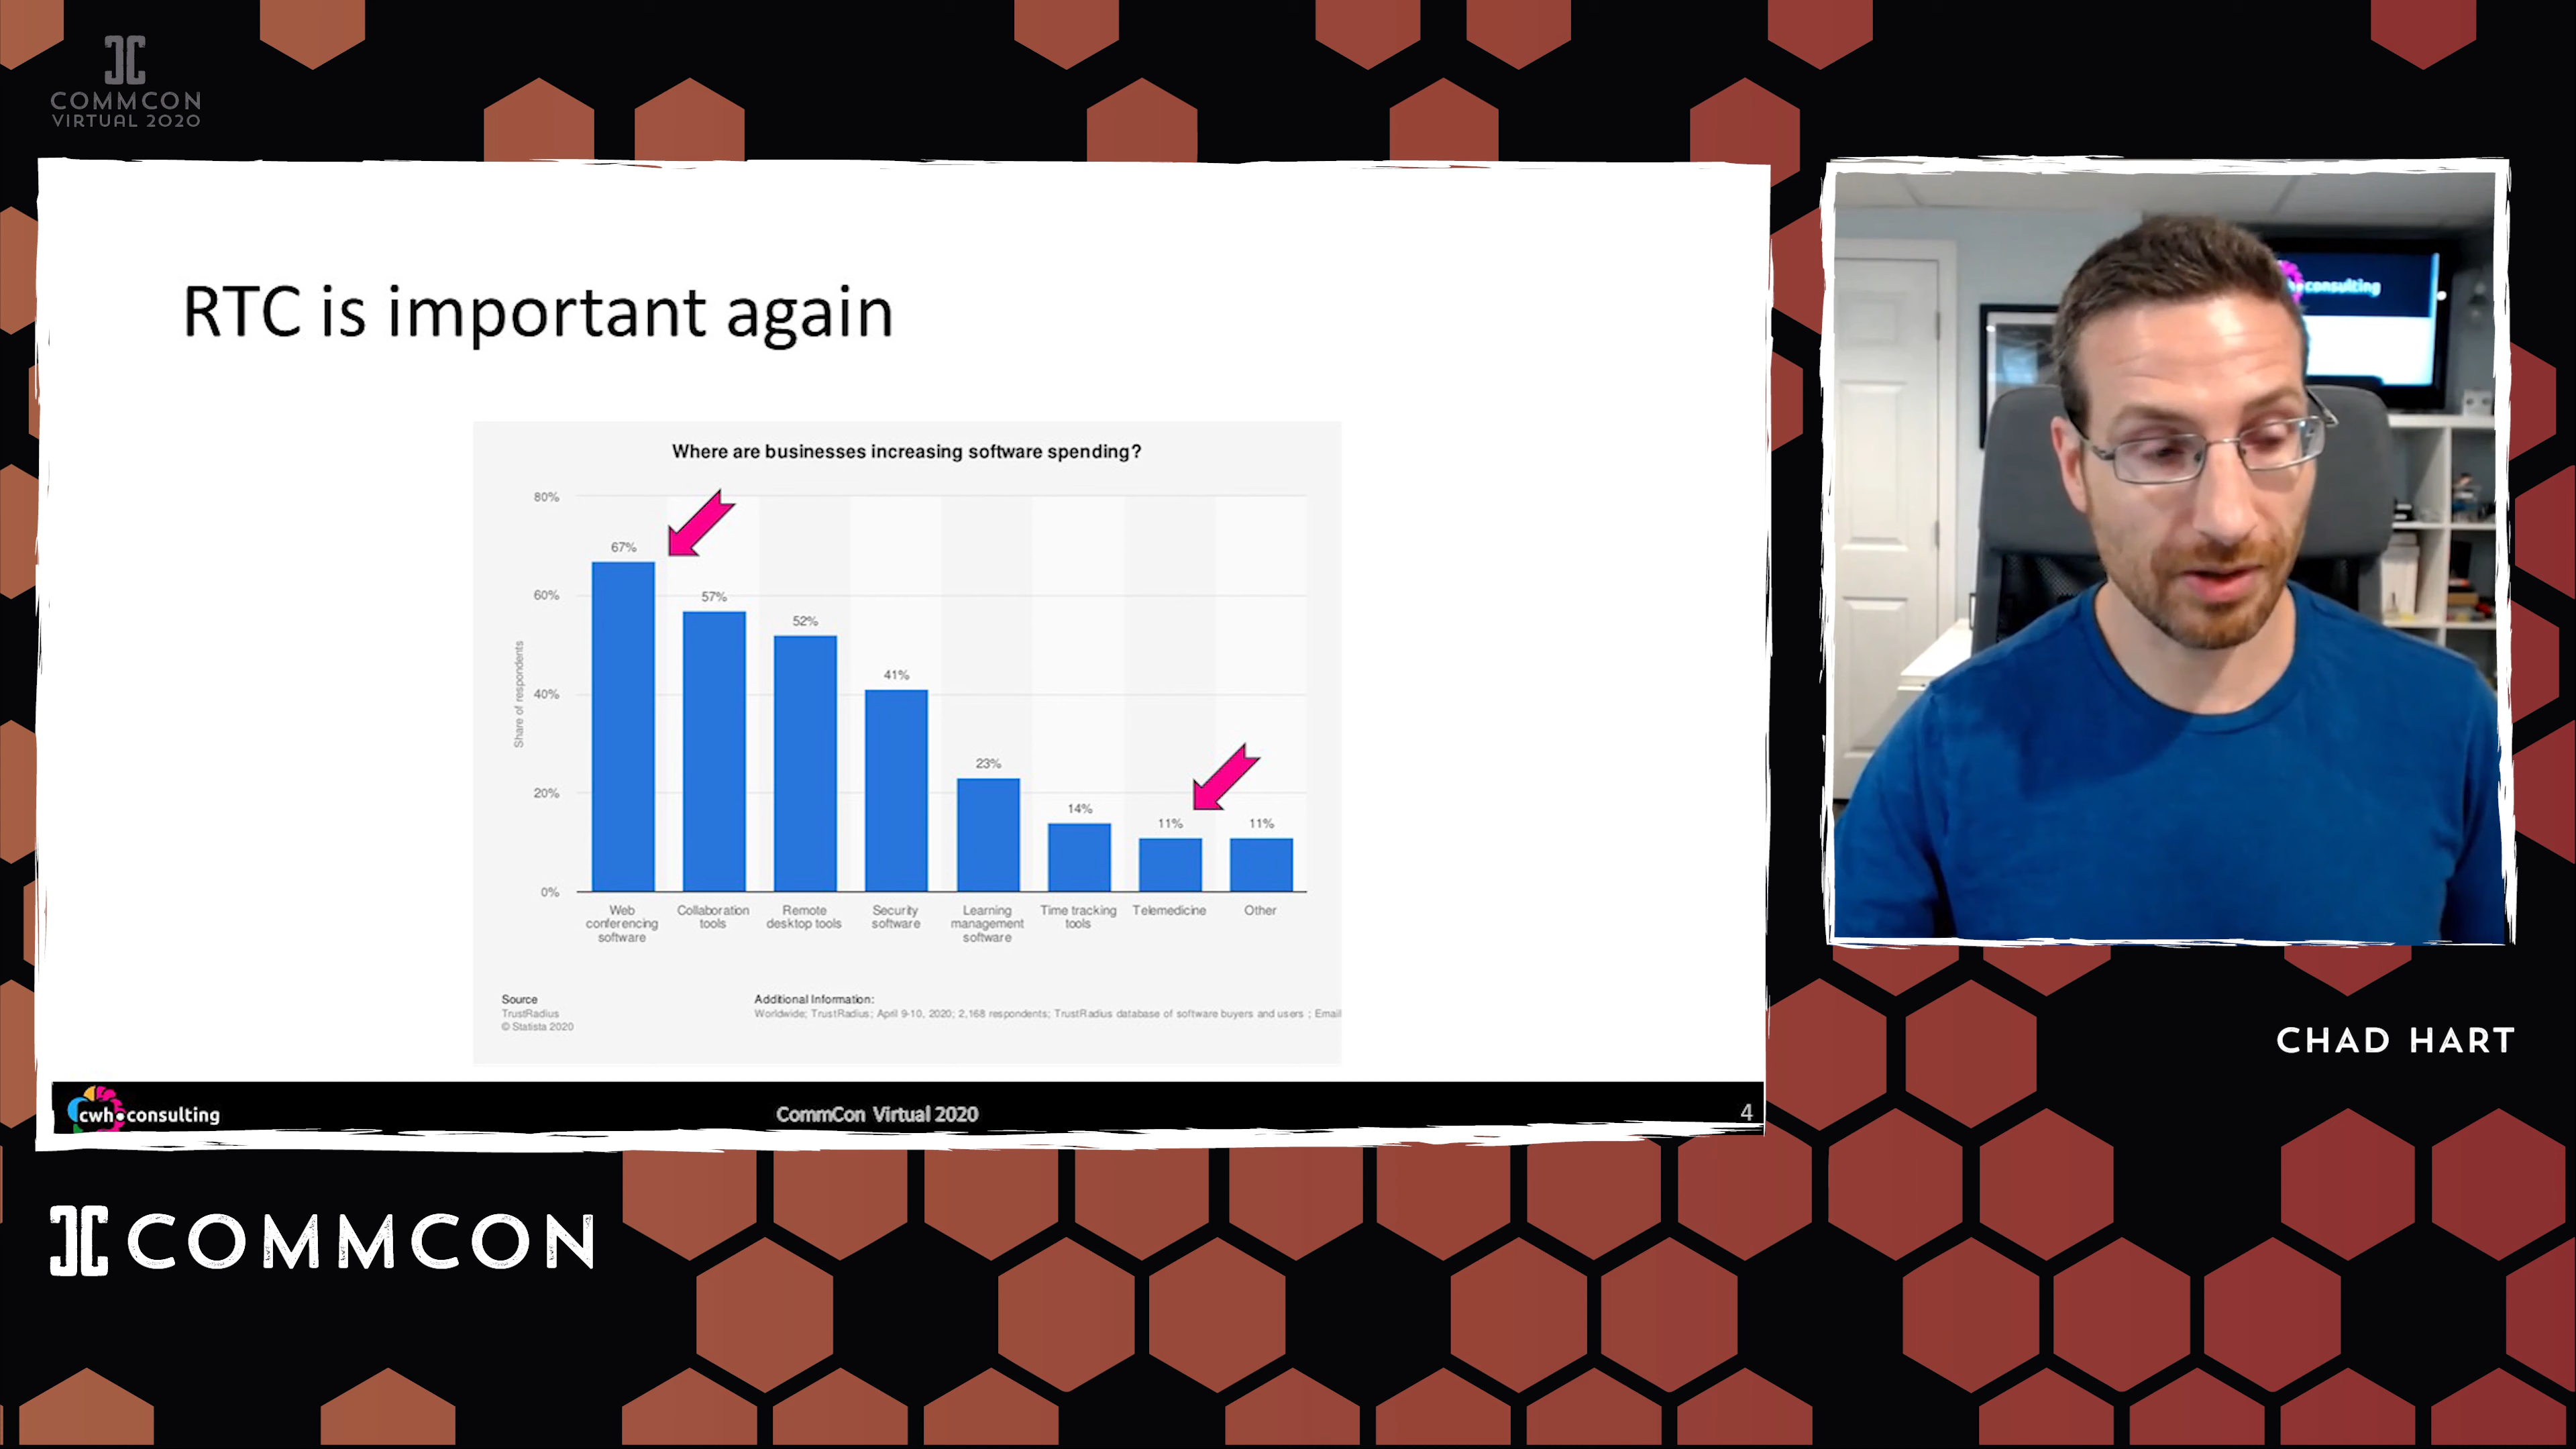 COMMCON
VIRTUAL 2020
RTC is important again
Where are businesses increasing software spending?
80%
60%
40%
20%
0%
Share of respondents
67%
57%
52%
41%
23%
14%
11%
11%
Web conferencing software
Collaboration tools
Remote desktop tools
Security software
Learning management software
Time tracking tools
Telemedicine
Other
Source
TrustRadius
© Statista 2020
Additional Information:
Worldwide; TrustRadius; April 9-10, 2020; 2,168 respondents; TrustRadius database of software buyers and users ; Email
cwh.consulting
CommCon Virtual 2020
4
consulting
CHAD HART
COMMCON